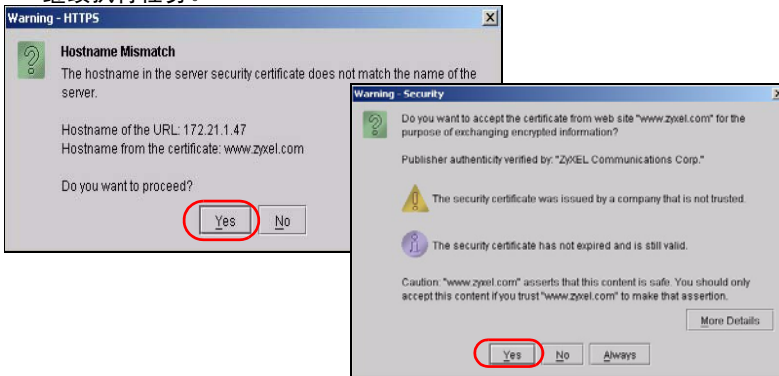 继续执行任务。
Warning - HTTPS
Hostname Mismatch
The hostname in the server security certificate does not match the name of the
server.
Hostname of the URL: 172.21.1.47
Hostname from the certificate: www.zyxel.com
Do you want to proceed?
Yes No
Warning - Security
Do you want to accept the certificate from web site "www.zyxel.com" for the
purpose of exchanging encrypted information?
Publisher authenticity verified by: "ZyXEL Communications Corp."
The security certificate was issued by a company that is not trusted.
The security certificate has not expired and is still valid.
Caution: "www.zyxel.com" asserts that this content is safe. You should only
accept this content if you trust "www.zyxel.com" to make that assertion.
More Details
Yes No Always